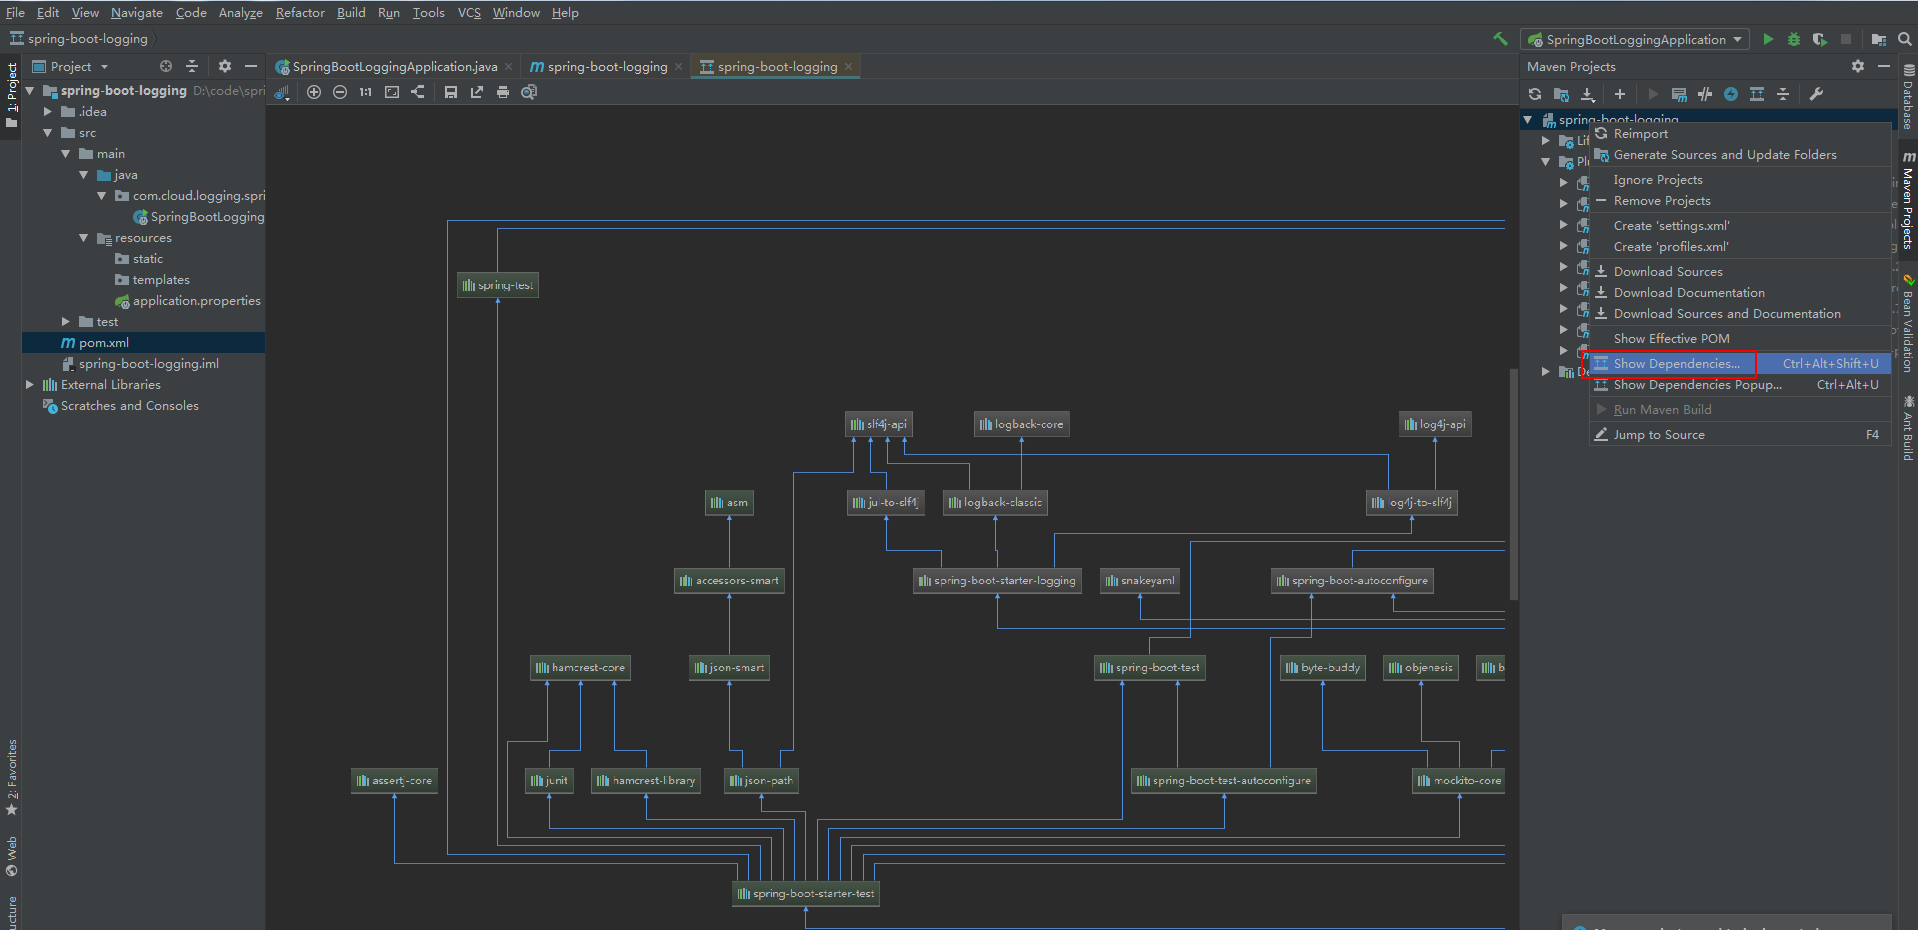 File Edit View Navigate Code Analyze Refactor Build Run Tools VCS Window Help
spring-boot-logging
SpringBootLoggingApplication
1: Project
Project
spring-boot-logging D:\code\spri
.idea
src
main
java
com.cloud.logging.spri
SpringBootLogging
resources
static
templates
application.properties
test
pom.xml
spring-boot-logging.iml
External Libraries
Scratches and Consoles
2: Favorites
Web
ucture
SpringBootLoggingApplication.java
spring-boot-logging
spring-boot-logging
1:1
spring-test
slf4j-api
logback-core
log4j-api
asm
jul-to-slf4j
logback-classic
log4j-to-slf4j
accessors-smart
spring-boot-starter-logging
snakeyaml
spring-boot-autoconfigure
hamcrest-core
json-smart
spring-boot-test
byte-buddy
objenesis
b
assertj-core
junit
hamcrest-library
json-path
spring-boot-test-autoconfigure
mockito-core
spring-boot-starter-test
Maven Projects
spring-boot-logging
Lif
Plu
De
Reimport
Generate Sources and Update Folders
Ignore Projects
Remove Projects
Create 'settings.xml'
Create 'profiles.xml'
Download Sources
Download Documentation
Download Sources and Documentation
Show Effective POM
Show Dependencies... Ctrl+Alt+Shift+U
Show Dependencies Popup... Ctrl+Alt+U
Run Maven Build
Jump to Source F4
Database
Maven Projects
Bean Validation
Ant Build